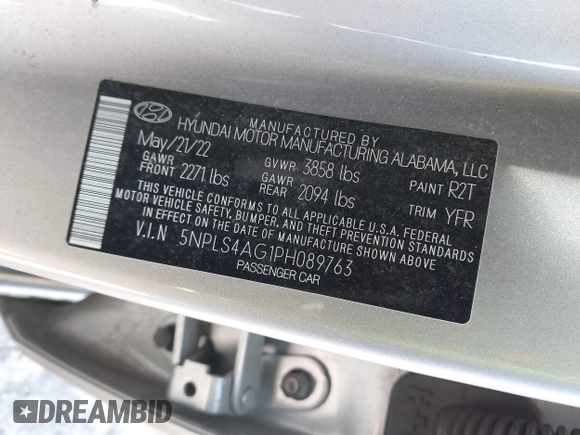 MANUFACTURED BY
HYUNDAI MOTOR MANUFACTURING ALABAMA, LLC
May/21/22 GVWR 3858 lbs PAINT R2T
GAWR FRONT 2271 lbs GAWR REAR 2094 lbs TRIM YFR
THIS VEHICLE CONFORMS TO ALL APPLICABLE U.S.A. FEDERAL
MOTOR VEHICLE SAFETY, BUMPER, AND THEFT PREVENTION STANDARDS
IN EFFECT ON THE DATE OF MANUFACTURE SHOWN ABOVE
V.I.N 5NPLS4AG1PH089763
PASSENGER CAR
DREAMBID